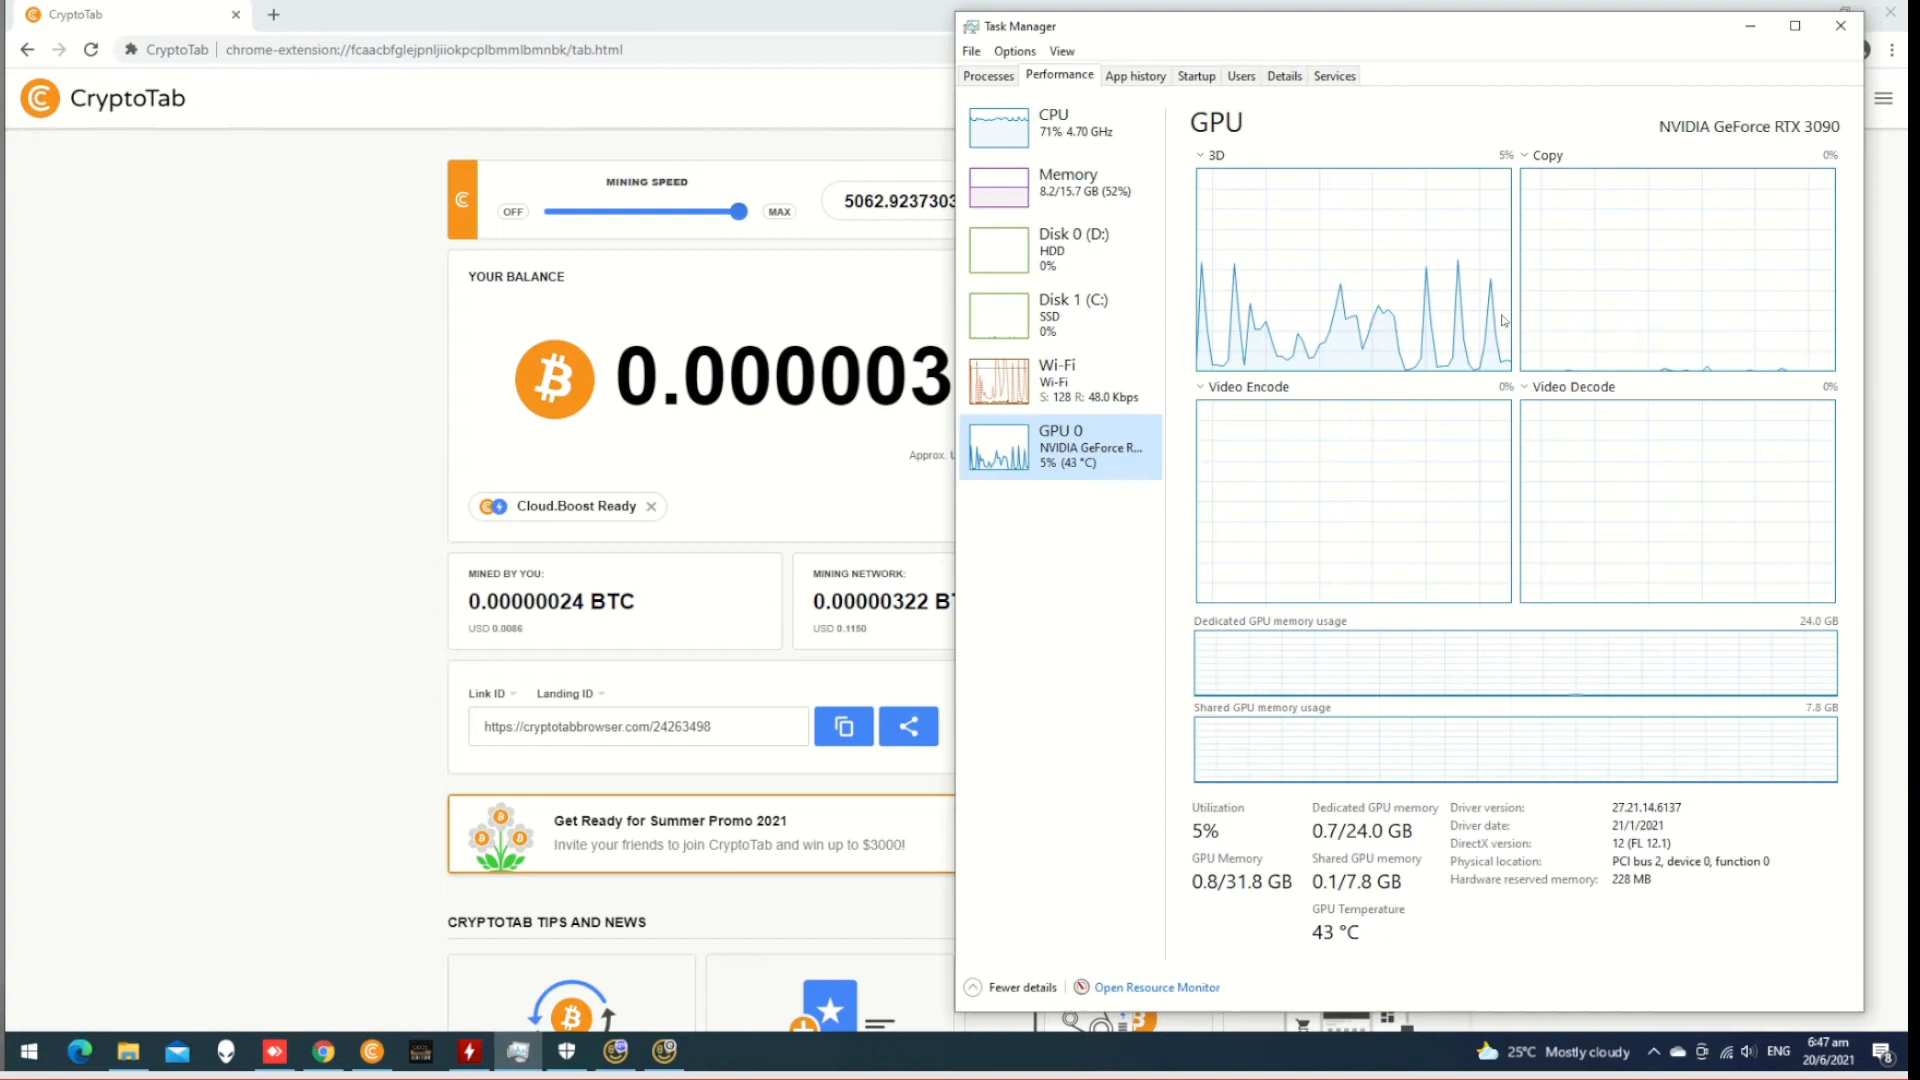 CryptoTab
CryptoTab
chrome-extension://fcaacbfglejpnljiiokpcplbmmlbmnbk/tab.html
CryptoTab
MINING SPEED
OFF
MAX
5062.9237303
YOUR BALANCE
0.000003
Approx.
Cloud.Boost Ready
MINED BY YOU:
0.00000024 BTC
USD 0.0086
MINING NETWORK:
0.00000322 B
USD 0.1150
Link ID
Landing ID
https://cryptotabbrowser.com/24263498
Get Ready for Summer Promo 2021
Invite your friends to join CryptoTab and win up to $3000!
CRYPTOTAB TIPS AND NEWS
Task Manager
File Options View
Processes Performance App history Startup Users Details Services
CPU
71% 4.70 GHz
Memory
8.2/15.7 GB (52%)
Disk 0 (D:)
HDD
0%
Disk 1 (C:)
SSD
0%
Wi-Fi
Wi-Fi
S: 128 R: 48.0 Kbps
GPU 0
NVIDIA GeForce R...
5% (43 °C)
GPU
NVIDIA GeForce RTX 3090
3D 5%
Copy 0%
Video Encode 0%
Video Decode 0%
Dedicated GPU memory usage 24.0 GB
Shared GPU memory usage 7.8 GB
Utilization
5%
Dedicated GPU memory
0.7/24.0 GB
GPU Memory
0.8/31.8 GB
Shared GPU memory
0.1/7.8 GB
GPU Temperature
43 °C
Driver version: 27.21.14.6137
Driver date: 21/1/2021
DirectX version: 12 (FL 12.1)
Physical location: PCI bus 2, device 0, function 0
Hardware reserved memory: 228 MB
Fewer details
Open Resource Monitor
25°C Mostly cloudy
ENG
6:47 am
20/6/2021
8